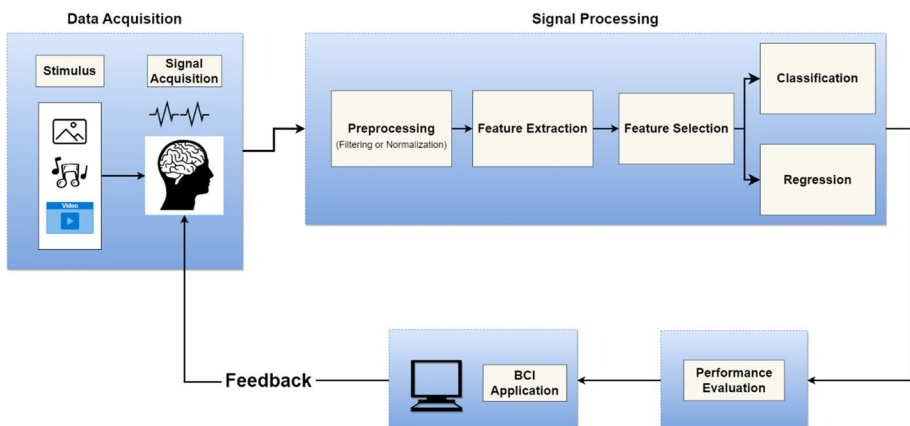 Data Acquisition
Signal Processing
Stimulus
Signal
Acquisition
Video
Preprocessing
(Filtering or Normalization)
Feature Extraction
Feature Selection
Classification
Regression
Feedback
BCI
Application
Performance
Evaluation